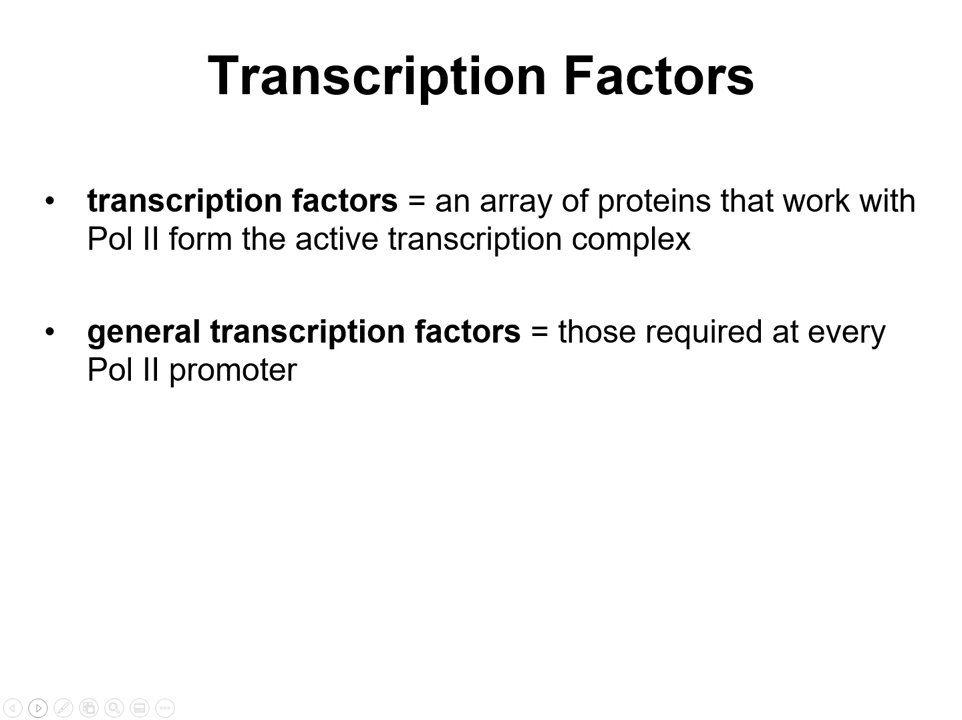 Transcription Factors
• transcription factors = an array of proteins that work with
Pol II form the active transcription complex
• general transcription factors = those required at every
Pol II promoter